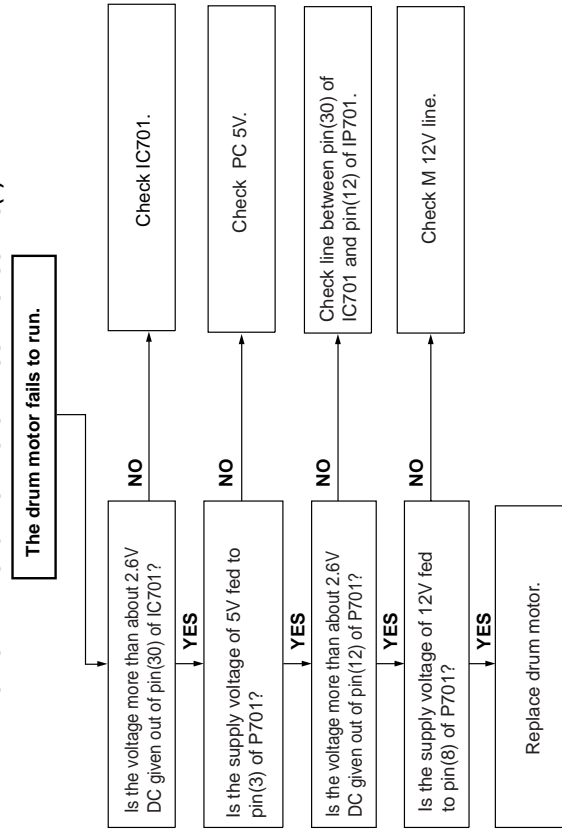 The drum motor fails to run.
Is the voltage more than about 2.6V
DC given out of pin(30) of IC701?
NO
Check IC701.
YES
Is the supply voltage of 5V fed to
pin(3) of P701?
NO
Check PC 5V.
YES
Is the voltage more than about 2.6V
DC given out of pin(12) of P701?
NO
Check line between pin(30) of
IC701 and pin(12) of IP701.
YES
Is the supply voltage of 12V fed
to pin(8) of P701?
NO
Check M 12V line.
YES
Replace drum motor.